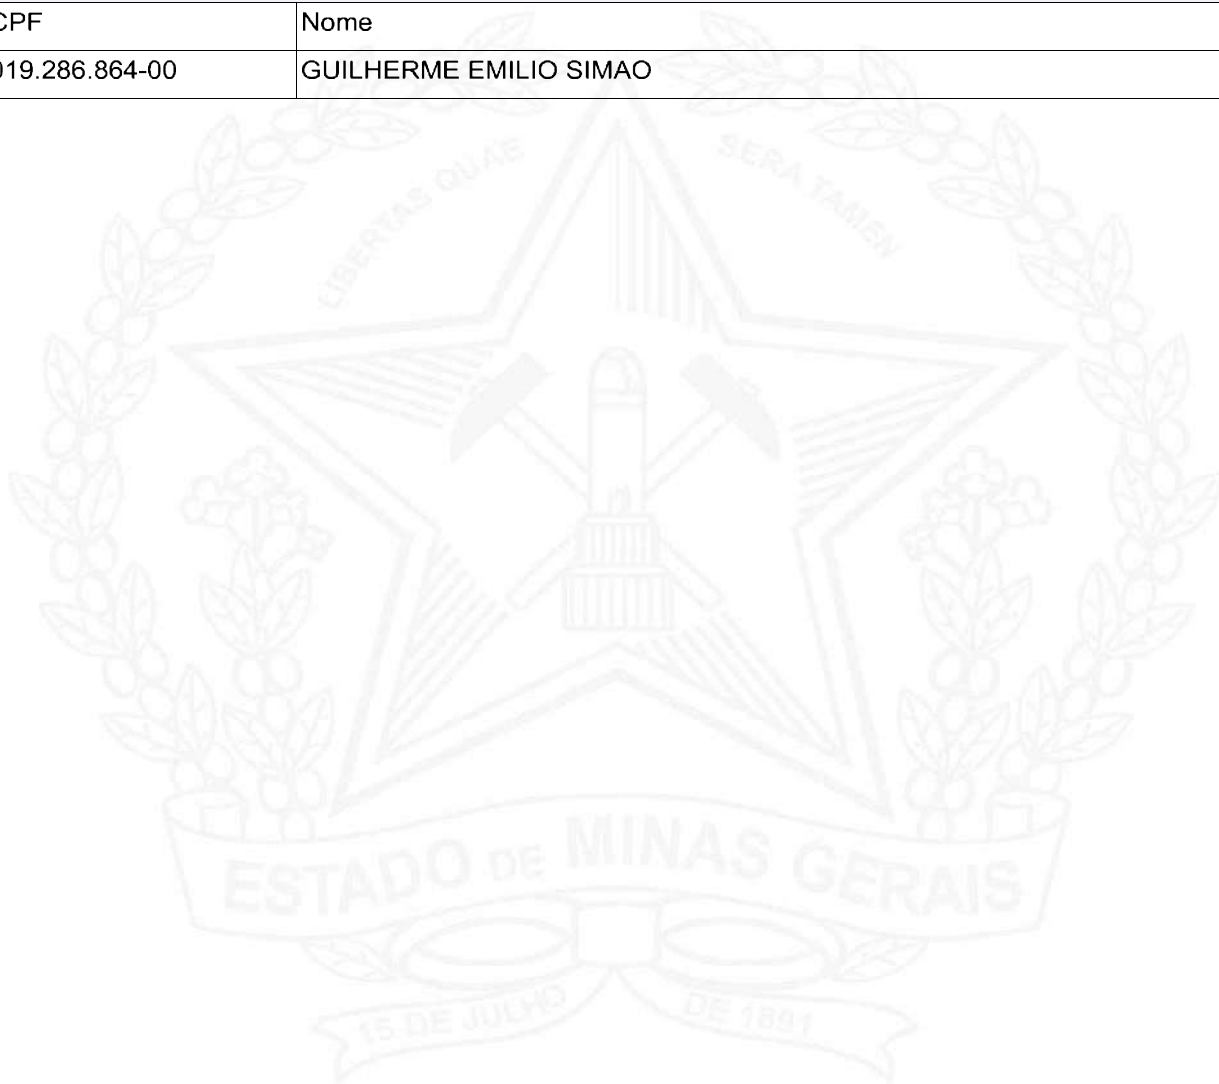 CPF Nome
019.286.864-00 GUILHERME EMILIO SIMAO
LIBERTAS QUAE SERA TAMEN
ESTADO DE MINAS GERAIS
15 DE JULHO DE 1891